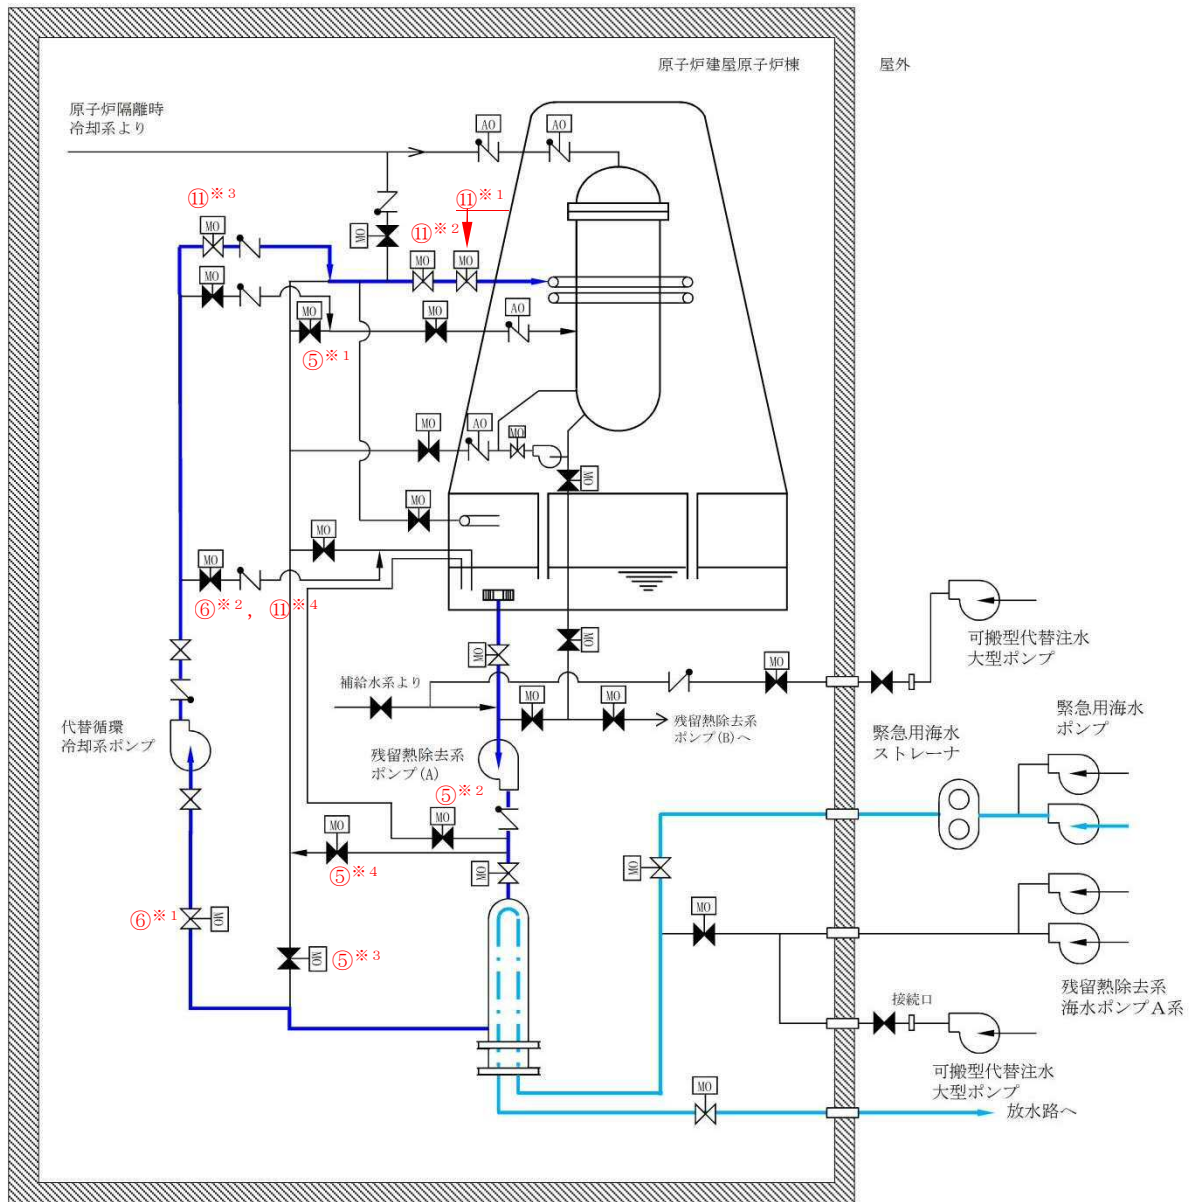 原子炉建屋原子炉棟
屋外
原子炉隔離時
冷却系より
AO
AO
⑪※3
⑪※1
MO
MO
⑪※2
MO
MO
MO
MO
MO
AO
⑤※1
MO
AO
MO
MO
MO
MO
MO
⑥※2, ⑪※4
MO
MO
MO
可搬型代替注水
大型ポンプ
補給水系より
MO
MO
残留熱除去系
ポンプ(B)へ
代替循環
冷却系ポンプ
残留熱除去系
ポンプ(A)
緊急用海水
ストレーナ
緊急用海水
ポンプ
⑤※2
MO
MO
⑤※4
MO
MO
⑥※1
MO
MO
MO
⑤※3
残留熱除去系
海水ポンプA系
接続口
可搬型代替注水
大型ポンプ
MO
放水路へ